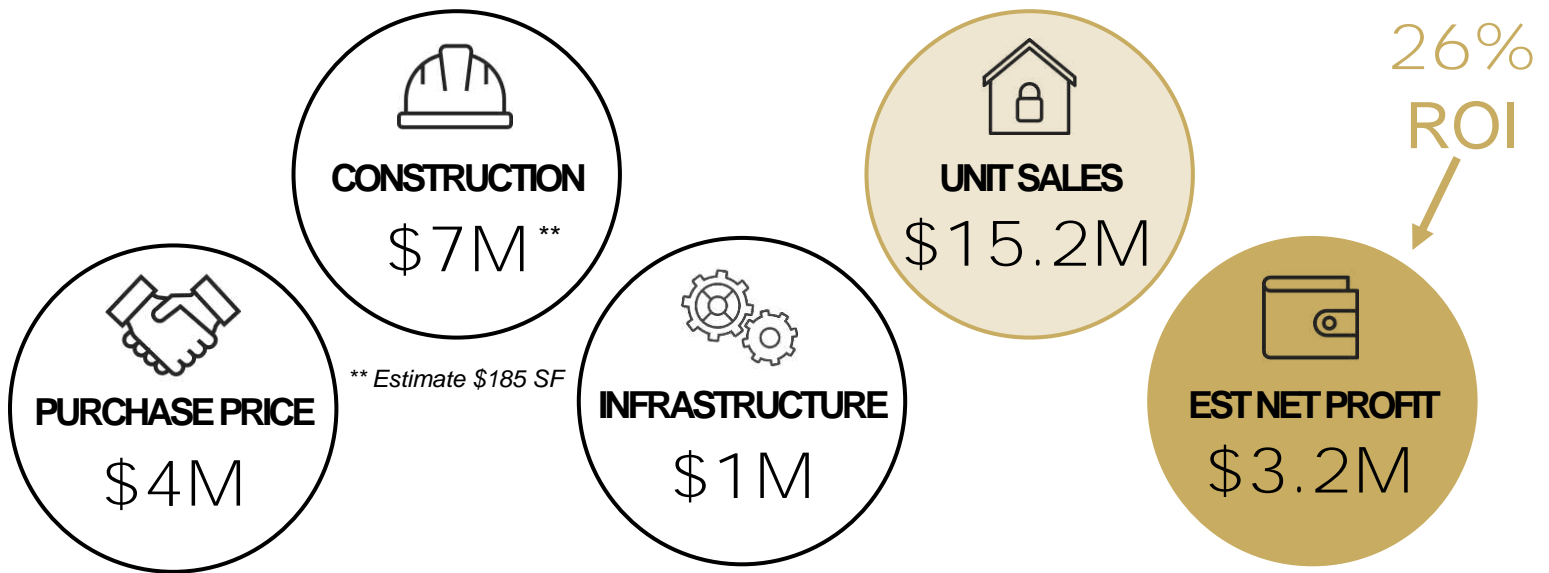 PURCHASE PRICE
$4M
CONSTRUCTION
$7M**
** Estimate $185 SF
INFRASTRUCTURE
$1M
UNIT SALES
$15.2M
26%
ROI
EST NET PROFIT
$3.2M